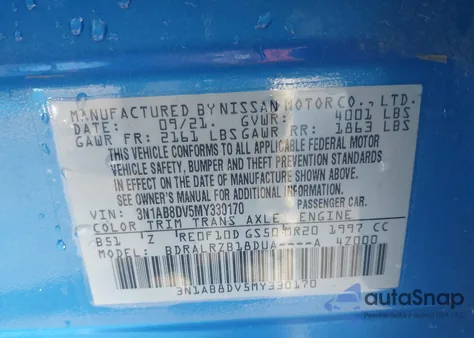 MANUFACTURED BY NISSAN MOTOR CO., LTD.
DATE: 09/21. GVWR: 4001 LBS
GAWR FR: 2161 LBS GAWR RR: 1863 LBS
THIS VEHICLE CONFORMS TO ALL APPLICABLE FEDERAL MOTOR
VEHICLE SAFETY, BUMPER AND THEFT PREVENTION STANDARDS
IN EFFECT ON THE DATE OF MANUFACTURE SHOWN ABOVE.
SEE OWNER'S MANUAL FOR ADDITIONAL INFORMATION.
VIN: 3N1AB8DV5MY330170 PASSENGER CAR.
COLOR TRIM TRANS AXLE ENGINE
B51 Z RE0F10D GS50 MR20 1997 CC
MODEL: BDRALRZB18DUA----A 4Z000
3N1AB8DV5MY330170
autoSnap